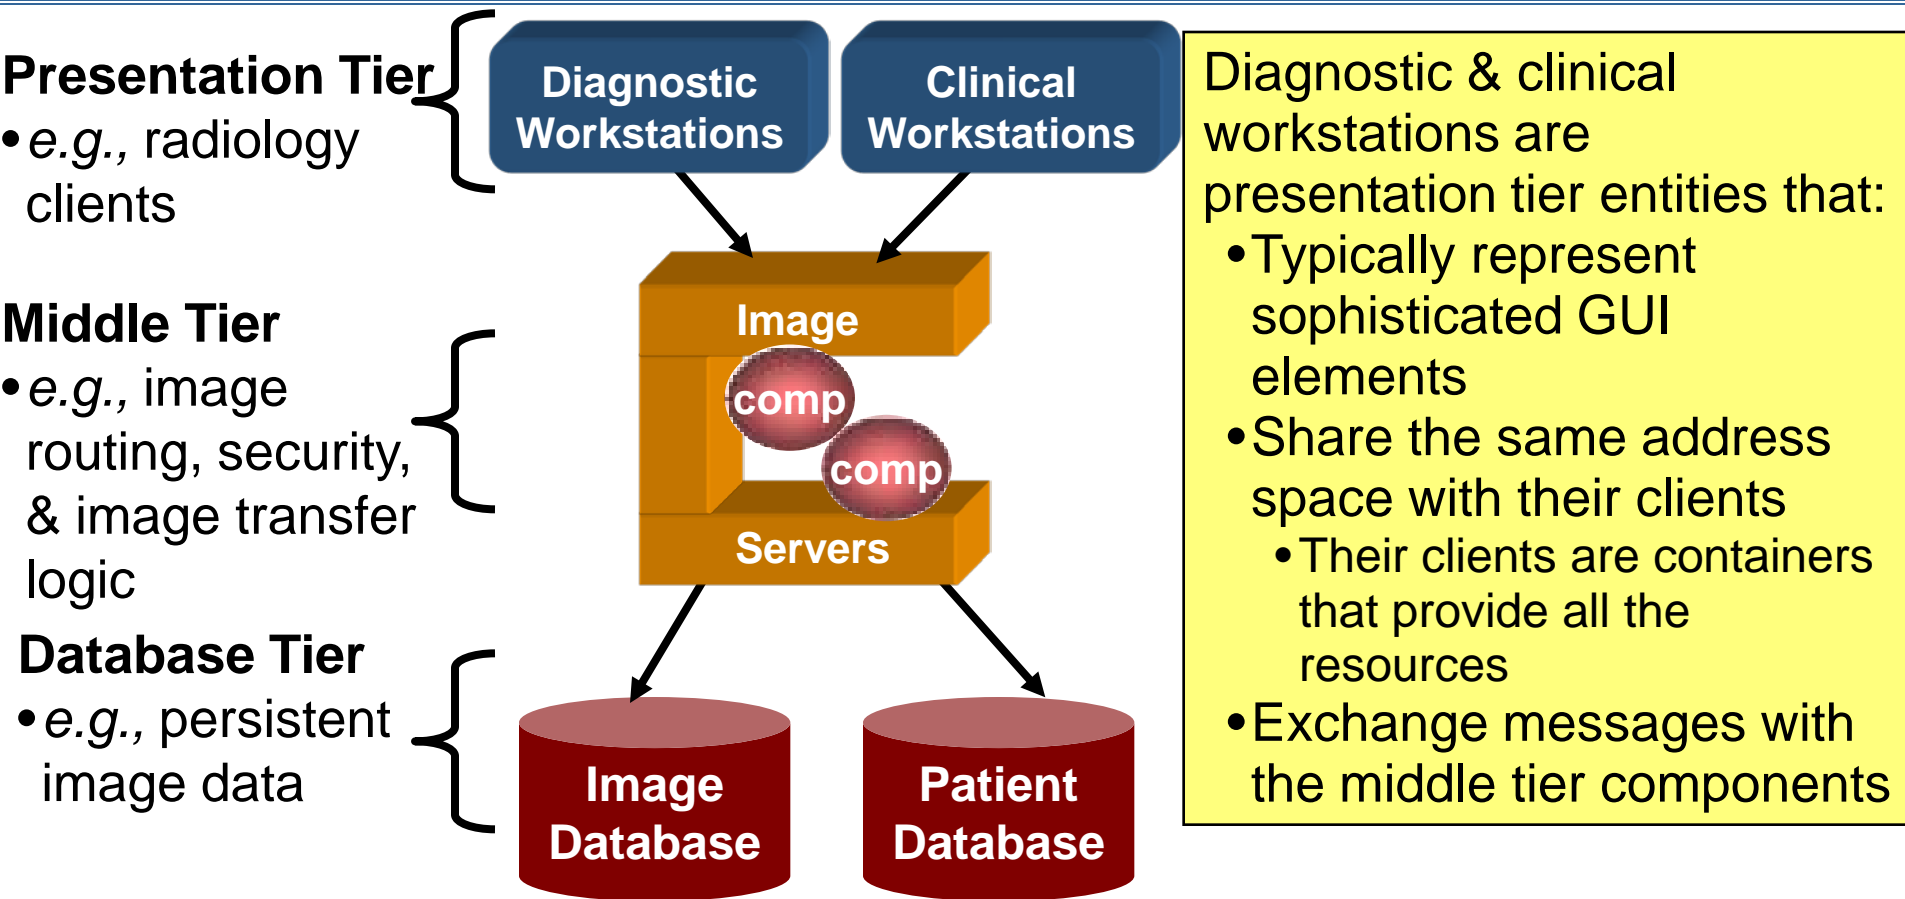 Presentation Tier
•e.g., radiology
clients
Middle Tier
•e.g., image
routing, security,
& image transfer
logic
Database Tier
•e.g., persistent
image data
Diagnostic
Workstations
Clinical
Workstations
Image
comp
comp
Servers
Image
Database
Patient
Database
Diagnostic & clinical
workstations are
presentation tier entities that:
•Typically represent
sophisticated GUI
elements
•Share the same address
space with their clients
•Their clients are containers
that provide all the
resources
•Exchange messages with
the middle tier components